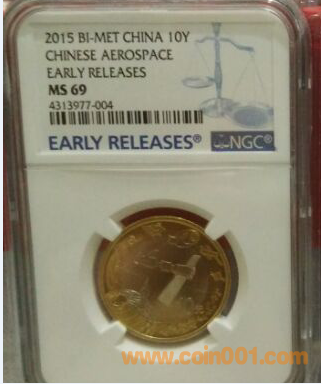 2015 BI-MET CHINA 10Y
CHINESE AEROSPACE
EARLY RELEASES
MS 69
4313977-004
EARLY RELEASES®
NGC®
www.coin001.com